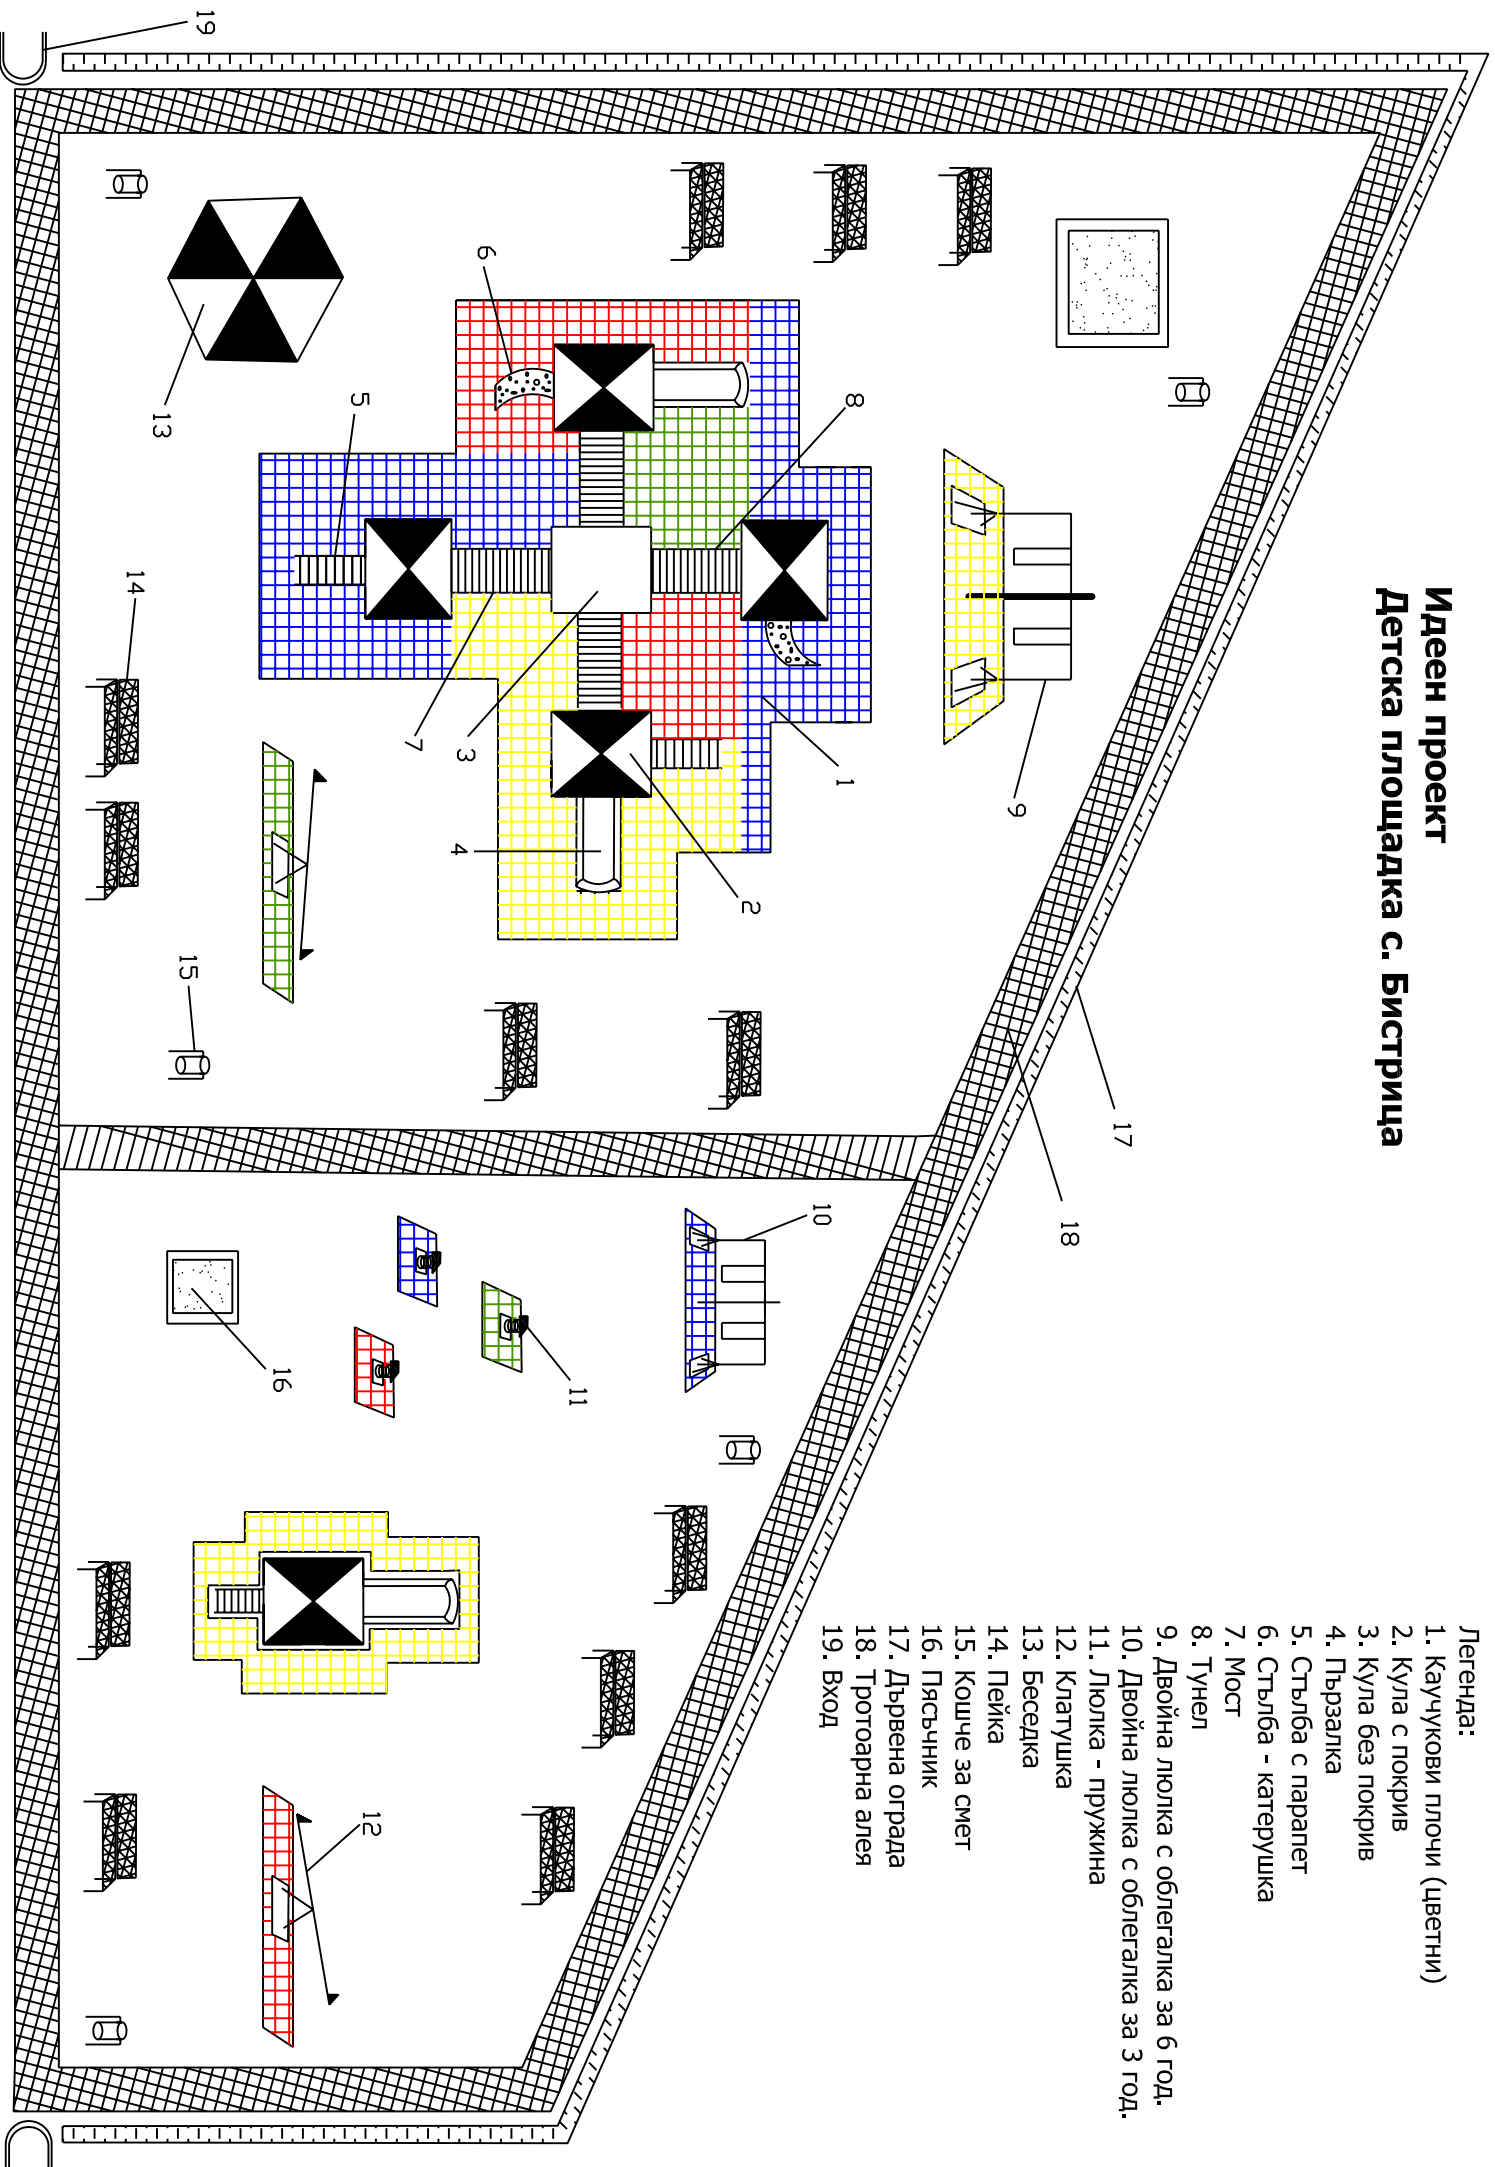 Идеен проект
Детска площадка с. Бистрица
Легенда:
1. Каучукови плочи (цветни)
2. Кула с покрив
3. Кула без покрив
4. Пързалка
5. Стълба с парапет
6. Стълба - катерушка
7. Мост
8. Тунел
9. Двойна люлка с облегалка за 6 год.
10. Двойна люлка с облегалка за 3 год.
11. Люлка - пружина
12. Клатушка
13. Беседка
14. Пейка
15. Кошче за смет
16. Пясъчник
17. Дървена ограда
18. Тротоарна алея
19. Вход
17
18
9
10
8
1
2
11
6
3
7
4
5
12
16
19
15
13
14